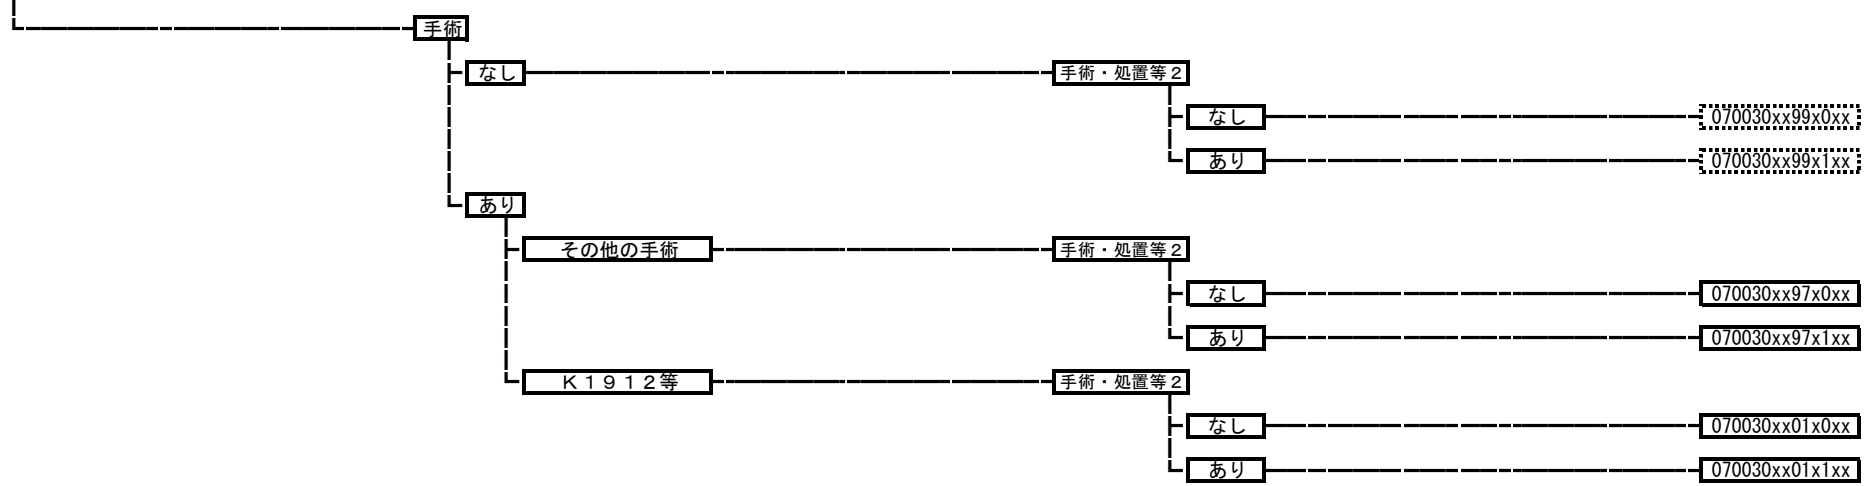 手術
なし 手術・処置等２
なし 070030xx99x0xx
あり 070030xx99x1xx
あり
その他の手術 手術・処置等２
なし 070030xx97x0xx
あり 070030xx97x1xx
Ｋ１９１２等 手術・処置等２
なし 070030xx01x0xx
あり 070030xx01x1xx